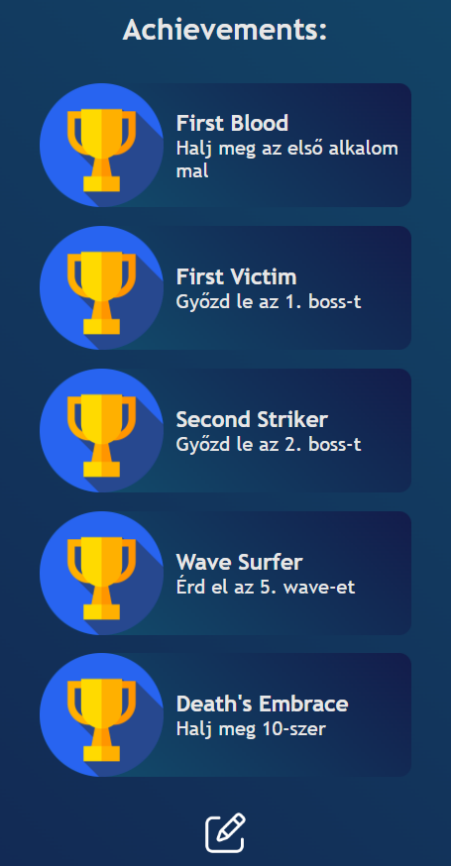 Achievements:
First Blood
Halj meg az első alkalom
mal
First Victim
Győzd le az 1. boss-t
Second Striker
Győzd le az 2. boss-t
Wave Surfer
Érd el az 5. wave-et
Death's Embrace
Halj meg 10-szer